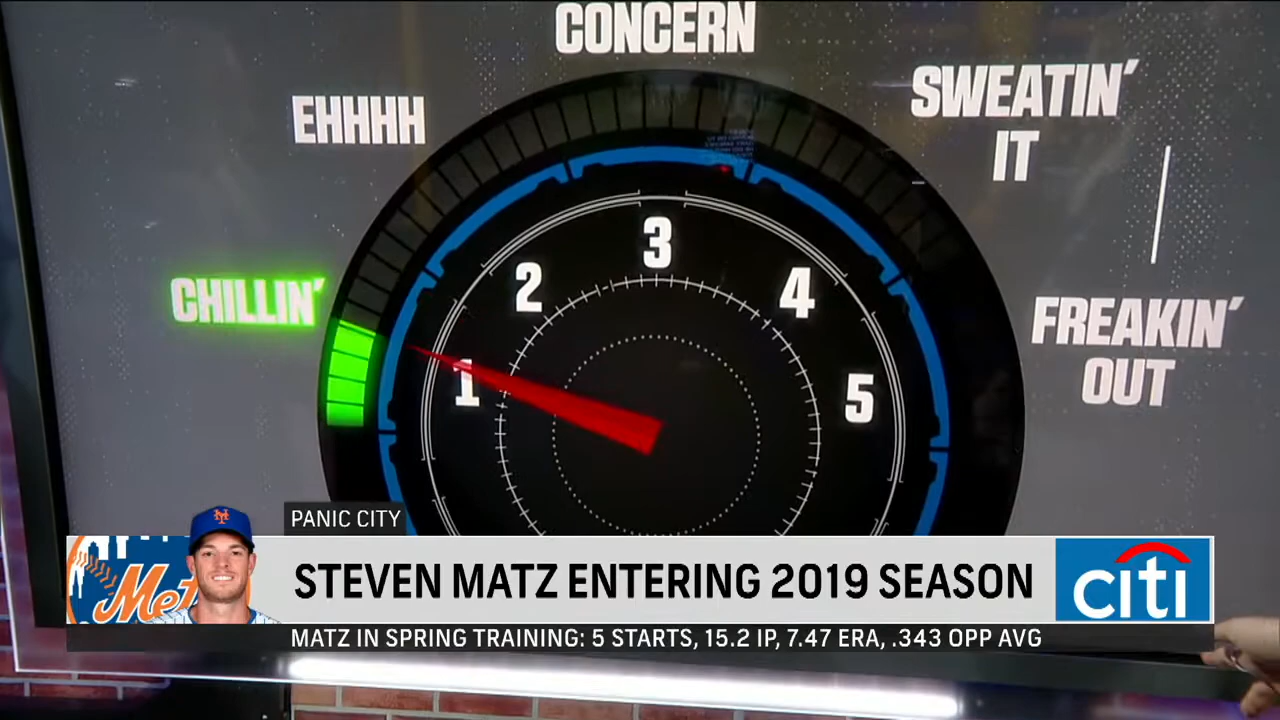 CONCERN
EHHHH
SWEATIN'
IT
CHILLIN'
FREAKIN'
OUT
1
2
3
4
5
PANIC CITY
Mets
STEVEN MATZ ENTERING 2019 SEASON
citi
MATZ IN SPRING TRAINING: 5 STARTS, 15.2 IP, 7.47 ERA, .343 OPP AVG